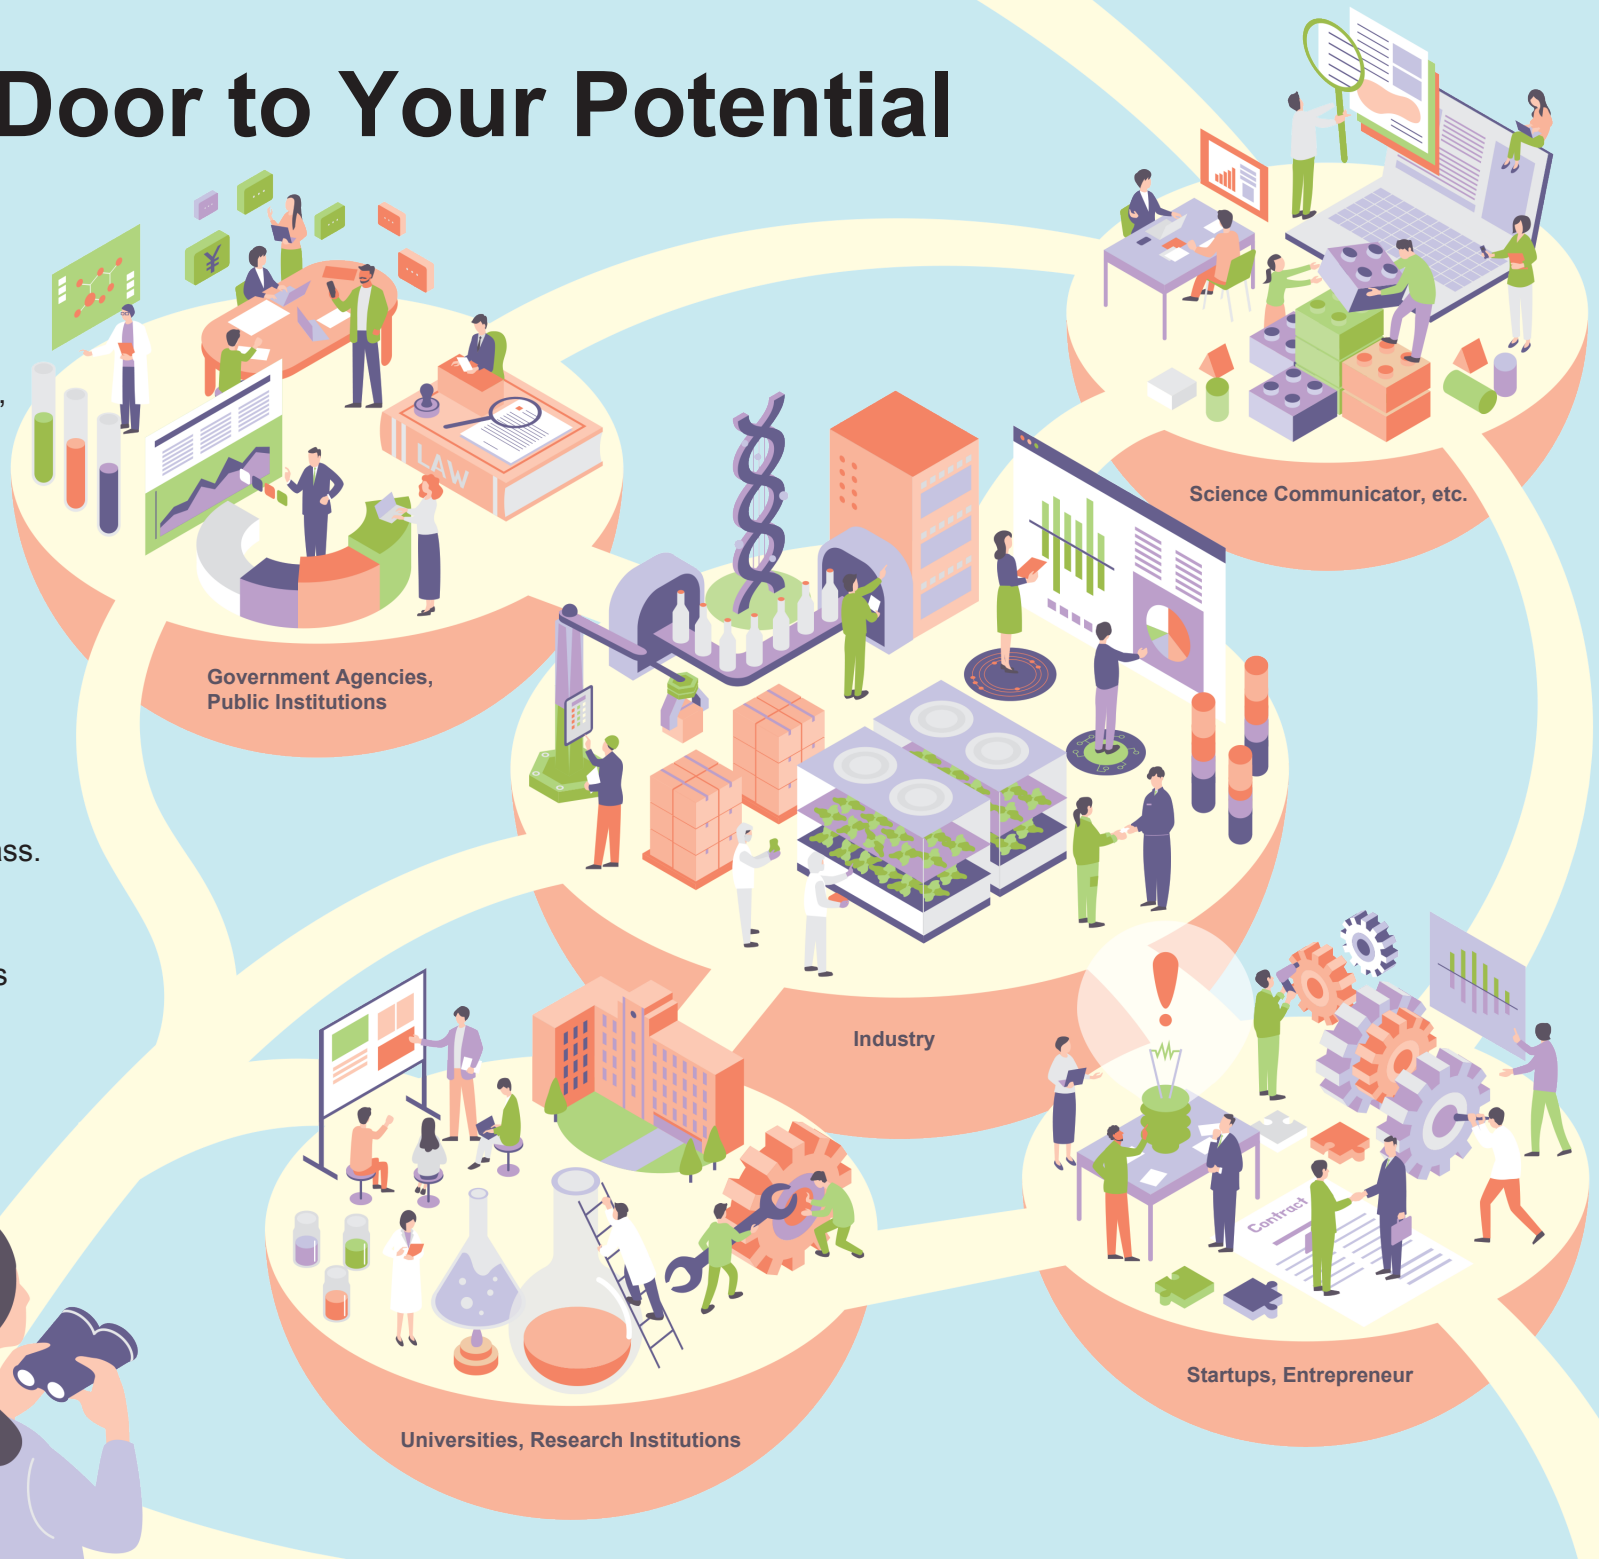 Door to Your Potential
¥
LAW
,
Science Communicator, etc.
Government Agencies,
Public Institutions
ass.
s
Industry
Contract
Startups, Entrepreneur
Universities, Research Institutions